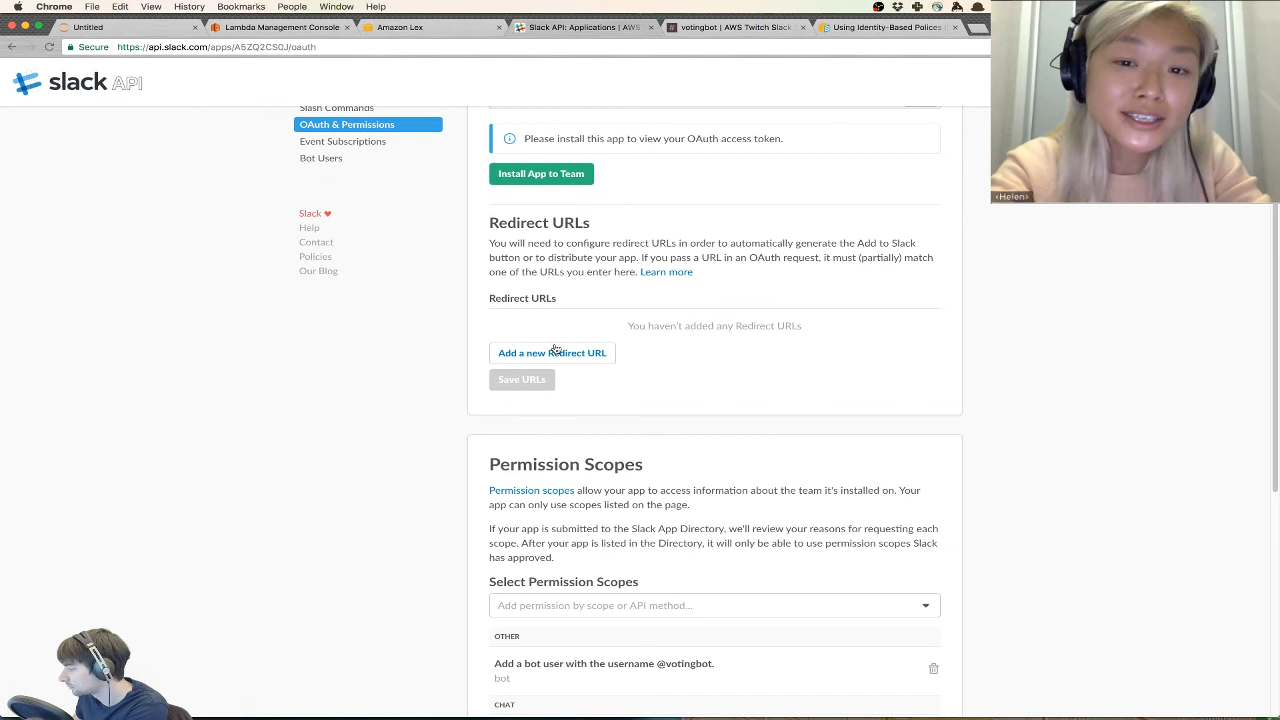 Chrome File Edit View History Bookmarks People Window Help
Untitled
Lambda Management Console
Amazon Lex
Slack API: Applications | AWS
votingbot | AWS Twitch Slack
Using Identity-Based Polices
Secure https://api.slack.com/apps/A5ZQ2CS0J/oauth
slack API
<Helen>
Slash Commands
OAuth & Permissions
Event Subscriptions
Bot Users
Slack ❤
Help
Contact
Policies
Our Blog
Please install this app to view your OAuth access token.
Install App to Team
Redirect URLs
You will need to configure redirect URLs in order to automatically generate the Add to Slack
button or to distribute your app. If you pass a URL in an OAuth request, it must (partially) match
one of the URLs you enter here. Learn more
Redirect URLs
You haven't added any Redirect URLs
Add a new Redirect URL
Save URLs
Permission Scopes
Permission scopes allow your app to access information about the team it's installed on. Your
app can only use scopes listed on the page.
If your app is submitted to the Slack App Directory, we'll review your reasons for requesting each
scope. After your app is listed in the Directory, it will only be able to use permission scopes Slack
has approved.
Select Permission Scopes
Add permission by scope or API method...
OTHER
Add a bot user with the username @votingbot.
bot
CHAT